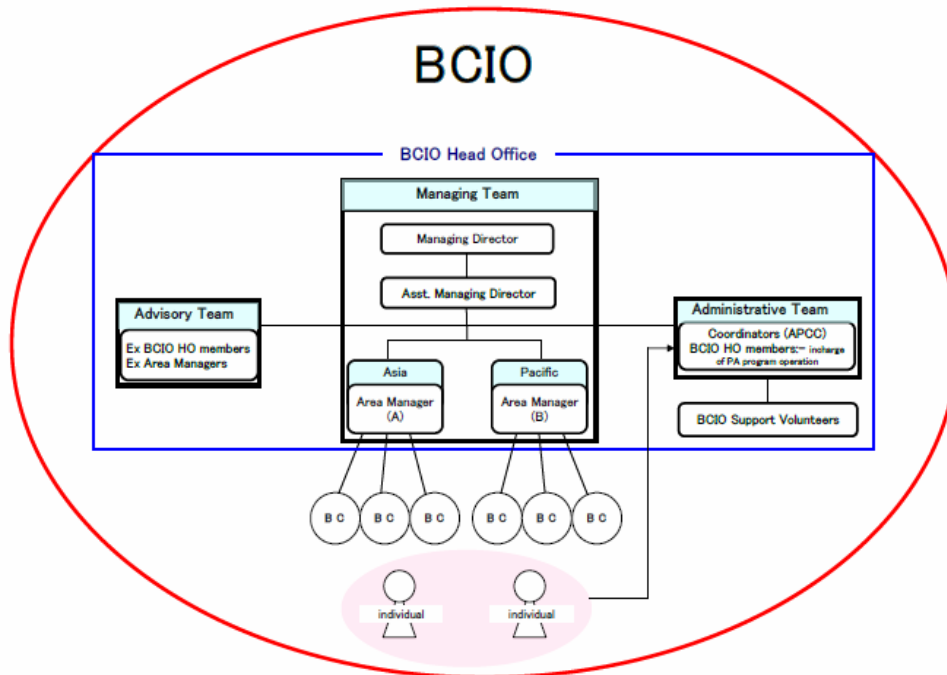 BCIO
BCIO Head Office
Managing Team
Managing Director
Asst. Managing Director
Advisory Team
Ex BCIO HO members
Ex Area Managers
Administrative Team
Coordinators (APCC)
BCIO HO members:- incharge
of PA program operation
BCIO Support Volunteers
Asia
Area Manager
(A)
Pacific
Area Manager
(B)
B C
B C
B C
B C
B C
B C
individual
individual